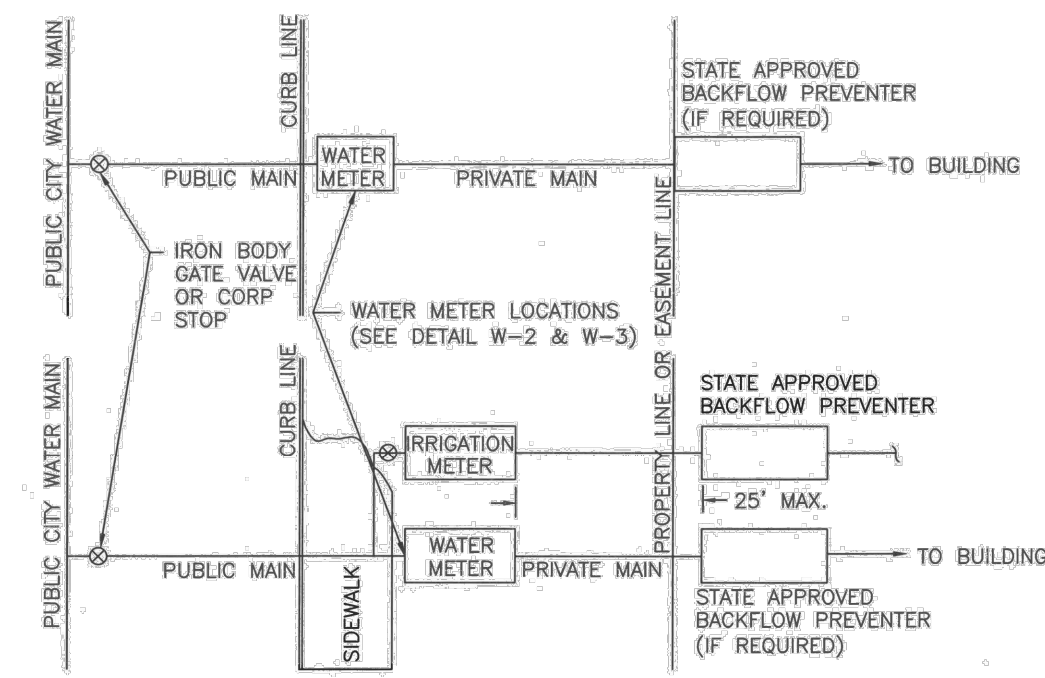 PUBLIC CITY WATER MAIN
CURB LINE
STATE APPROVED
BACKFLOW PREVENTER
(IF REQUIRED)
WATER
METER
PUBLIC MAIN
PRIVATE MAIN
TO BUILDING
IRON BODY
GATE VALVE
OR CORP
STOP
WATER METER LOCATIONS
(SEE DETAIL W-2 & W-3)
PROPERTY LINE OR EASEMENT LINE
PUBLIC CITY WATER MAIN
CURB LINE
STATE APPROVED
BACKFLOW PREVENTER
IRRIGATION
METER
25' MAX.
WATER
METER
PUBLIC MAIN
PRIVATE MAIN
TO BUILDING
SIDEWALK
STATE APPROVED
BACKFLOW PREVENTER
(IF REQUIRED)